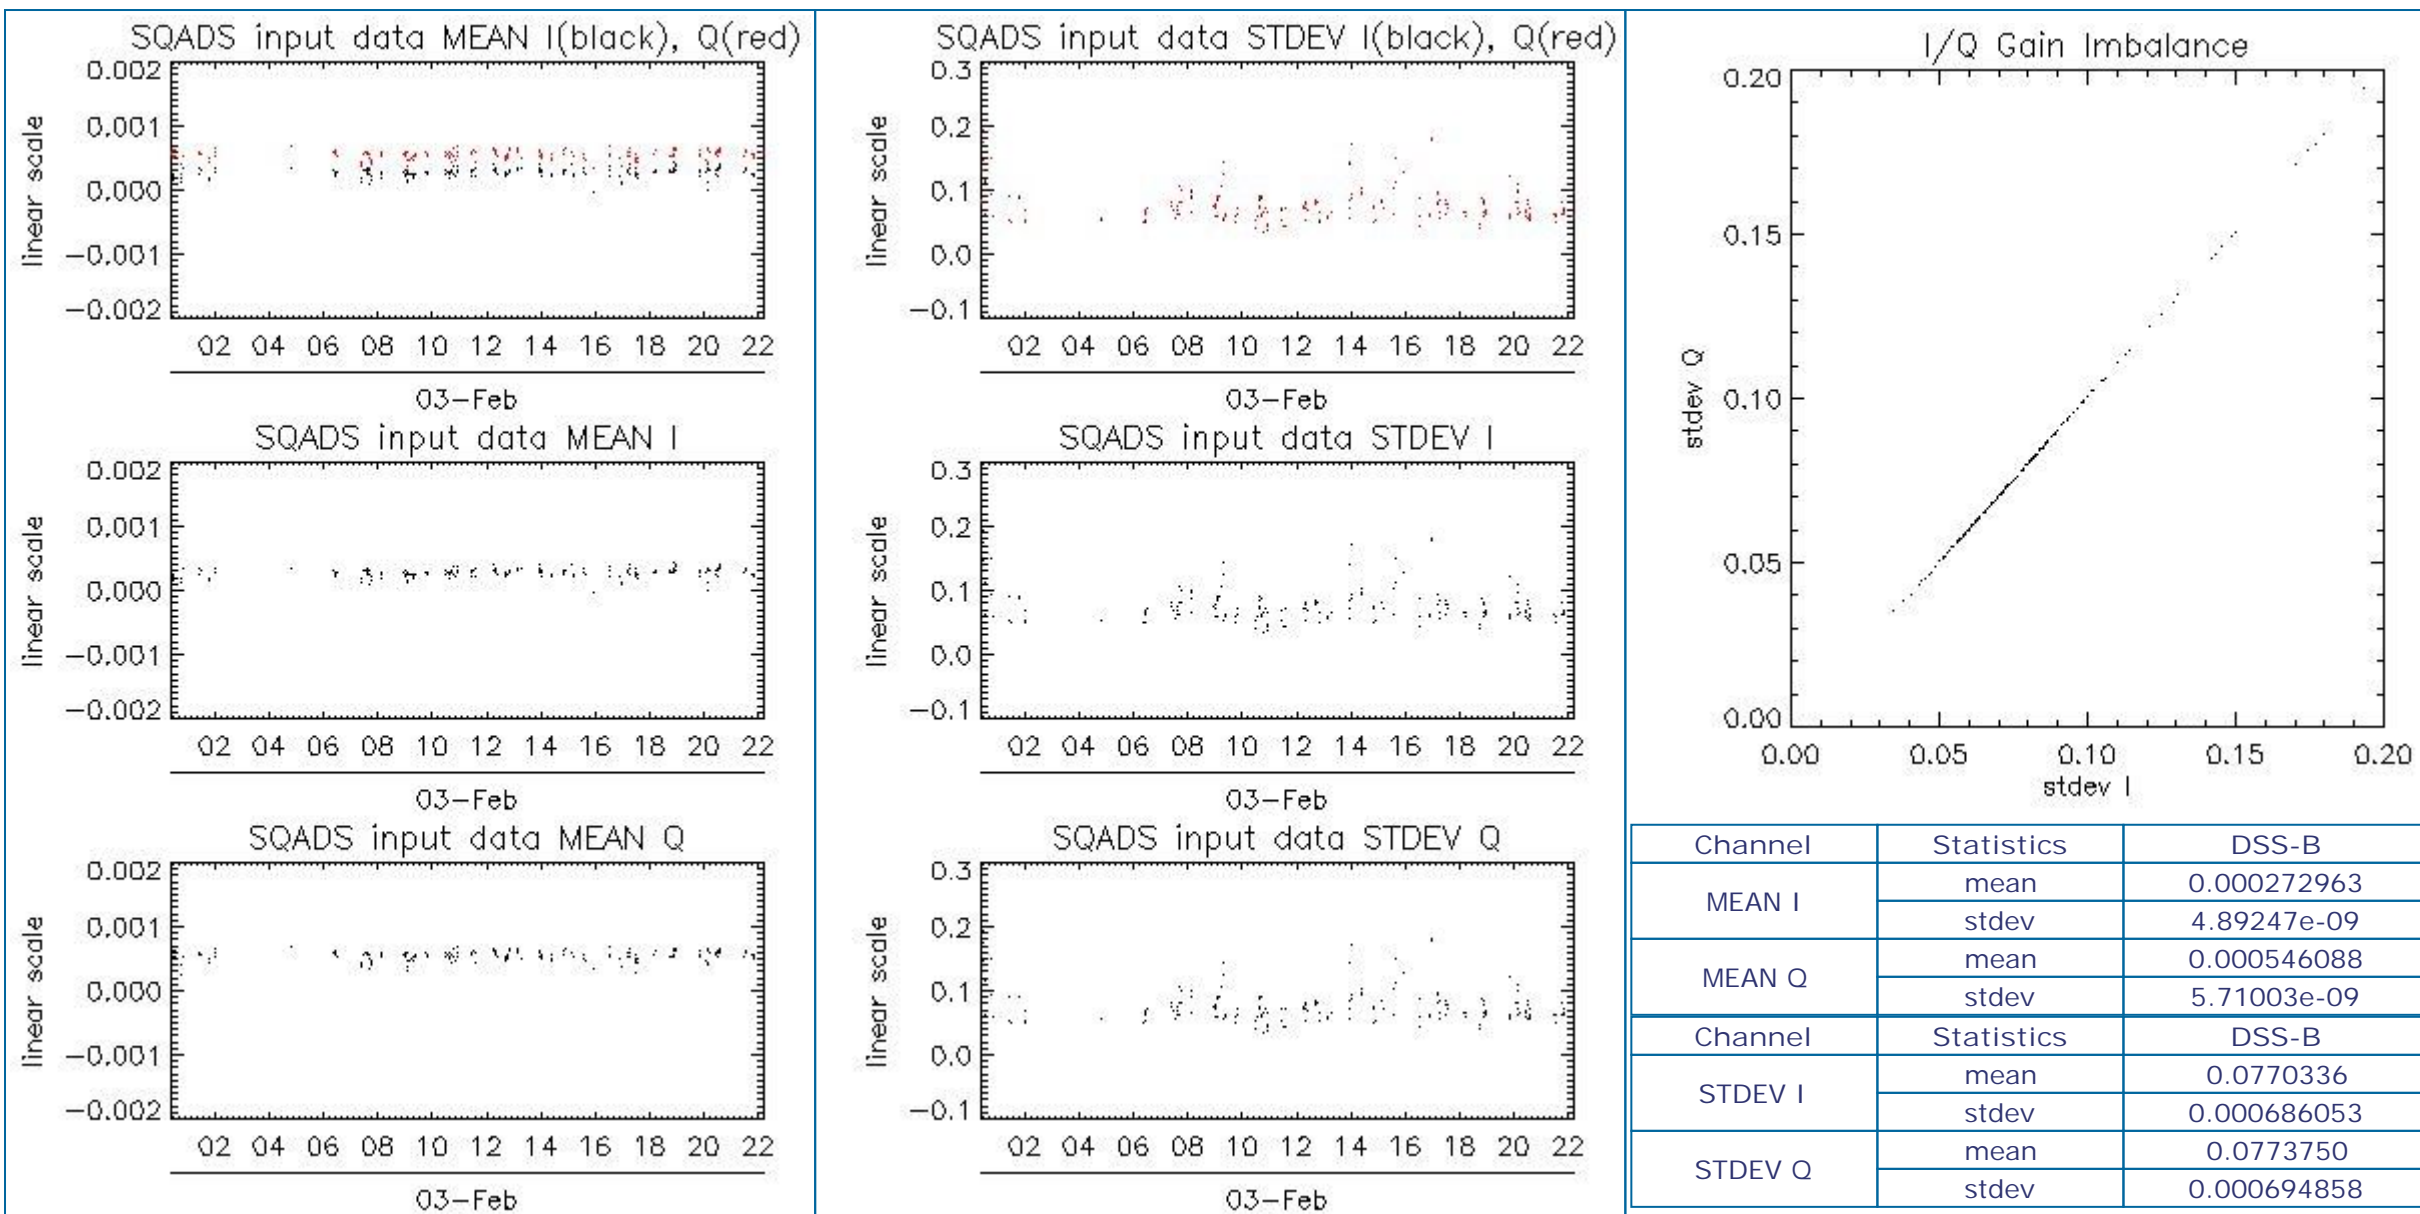 SQADS input data MEAN I(black), Q(red)
0.002
0.001
0.000
−0.001
−0.002
linear scale
02 04 06 08 10 12 14 16 18 20 22
03−Feb
SQADS input data MEAN I
0.002
0.001
0.000
−0.001
−0.002
linear scale
02 04 06 08 10 12 14 16 18 20 22
03−Feb
SQADS input data MEAN Q
0.002
0.001
0.000
−0.001
−0.002
linear scale
02 04 06 08 10 12 14 16 18 20 22
03−Feb
SQADS input data STDEV I(black), Q(red)
0.3
0.2
0.1
0.0
−0.1
linear scale
02 04 06 08 10 12 14 16 18 20 22
03−Feb
SQADS input data STDEV I
0.3
0.2
0.1
0.0
−0.1
linear scale
02 04 06 08 10 12 14 16 18 20 22
03−Feb
SQADS input data STDEV Q
0.3
0.2
0.1
0.0
−0.1
linear scale
02 04 06 08 10 12 14 16 18 20 22
03−Feb
I/Q Gain Imbalance
0.20
0.15
0.10
0.05
0.00
stdev Q
0.00 0.05 0.10 0.15 0.20
stdev I
Channel Statistics DSS-B
MEAN I mean 0.000272963
stdev 4.89247e-09
MEAN Q mean 0.000546088
stdev 5.71003e-09
Channel Statistics DSS-B
STDEV I mean 0.0770336
stdev 0.000686053
STDEV Q mean 0.0773750
stdev 0.000694858